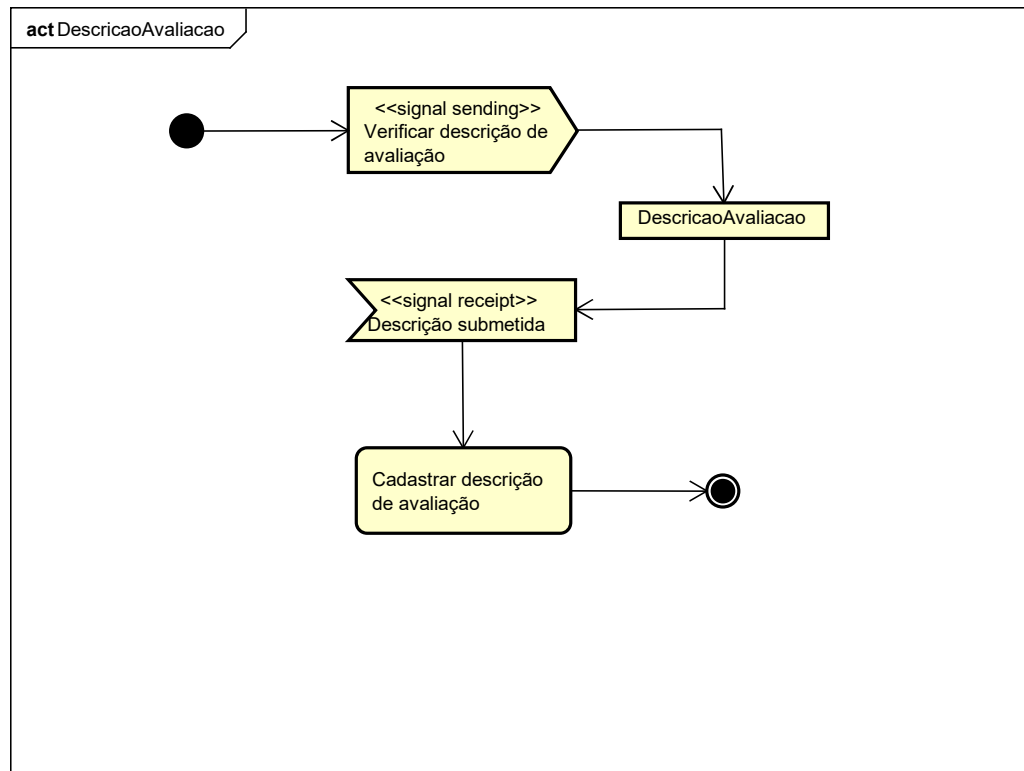 act DescricaoAvaliacao
<<signal sending>>
Verificar descrição de
avaliação
DescricaoAvaliacao
<<signal receipt>>
Descrição submetida
Cadastrar descrição
de avaliação